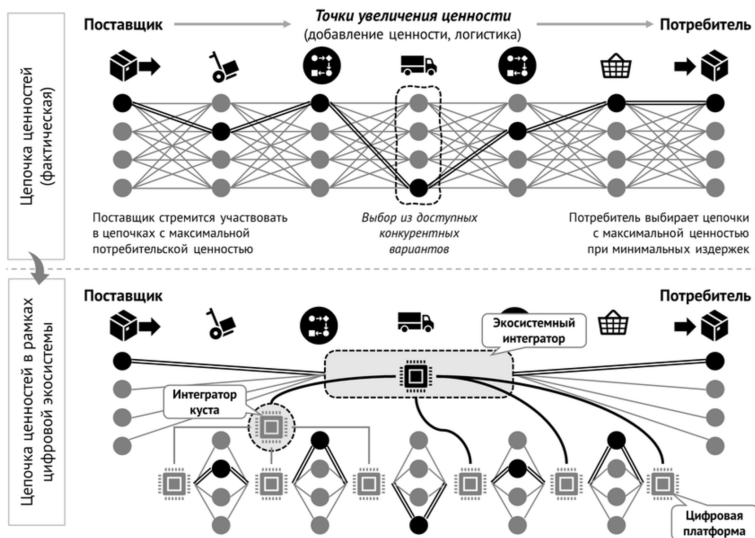 Точки увеличения ценности
Поставщик
Потребитель
(добавление ценности, логистика)
Цепочка ценностей
(фактическая)
Поставщик стремится участвовать
в цепочках с максимальной
потребительской ценностью
Выбор из доступных
конкурентных
вариантов
Потребитель выбирает цепочки
с максимальной ценностью
при минимальных издержек
Цепочка ценностей в рамках
цифровой экосистемы
Поставщик
Потребитель
Экосистемный
интегратор
Интегратор
куста
Цифровая
платформа